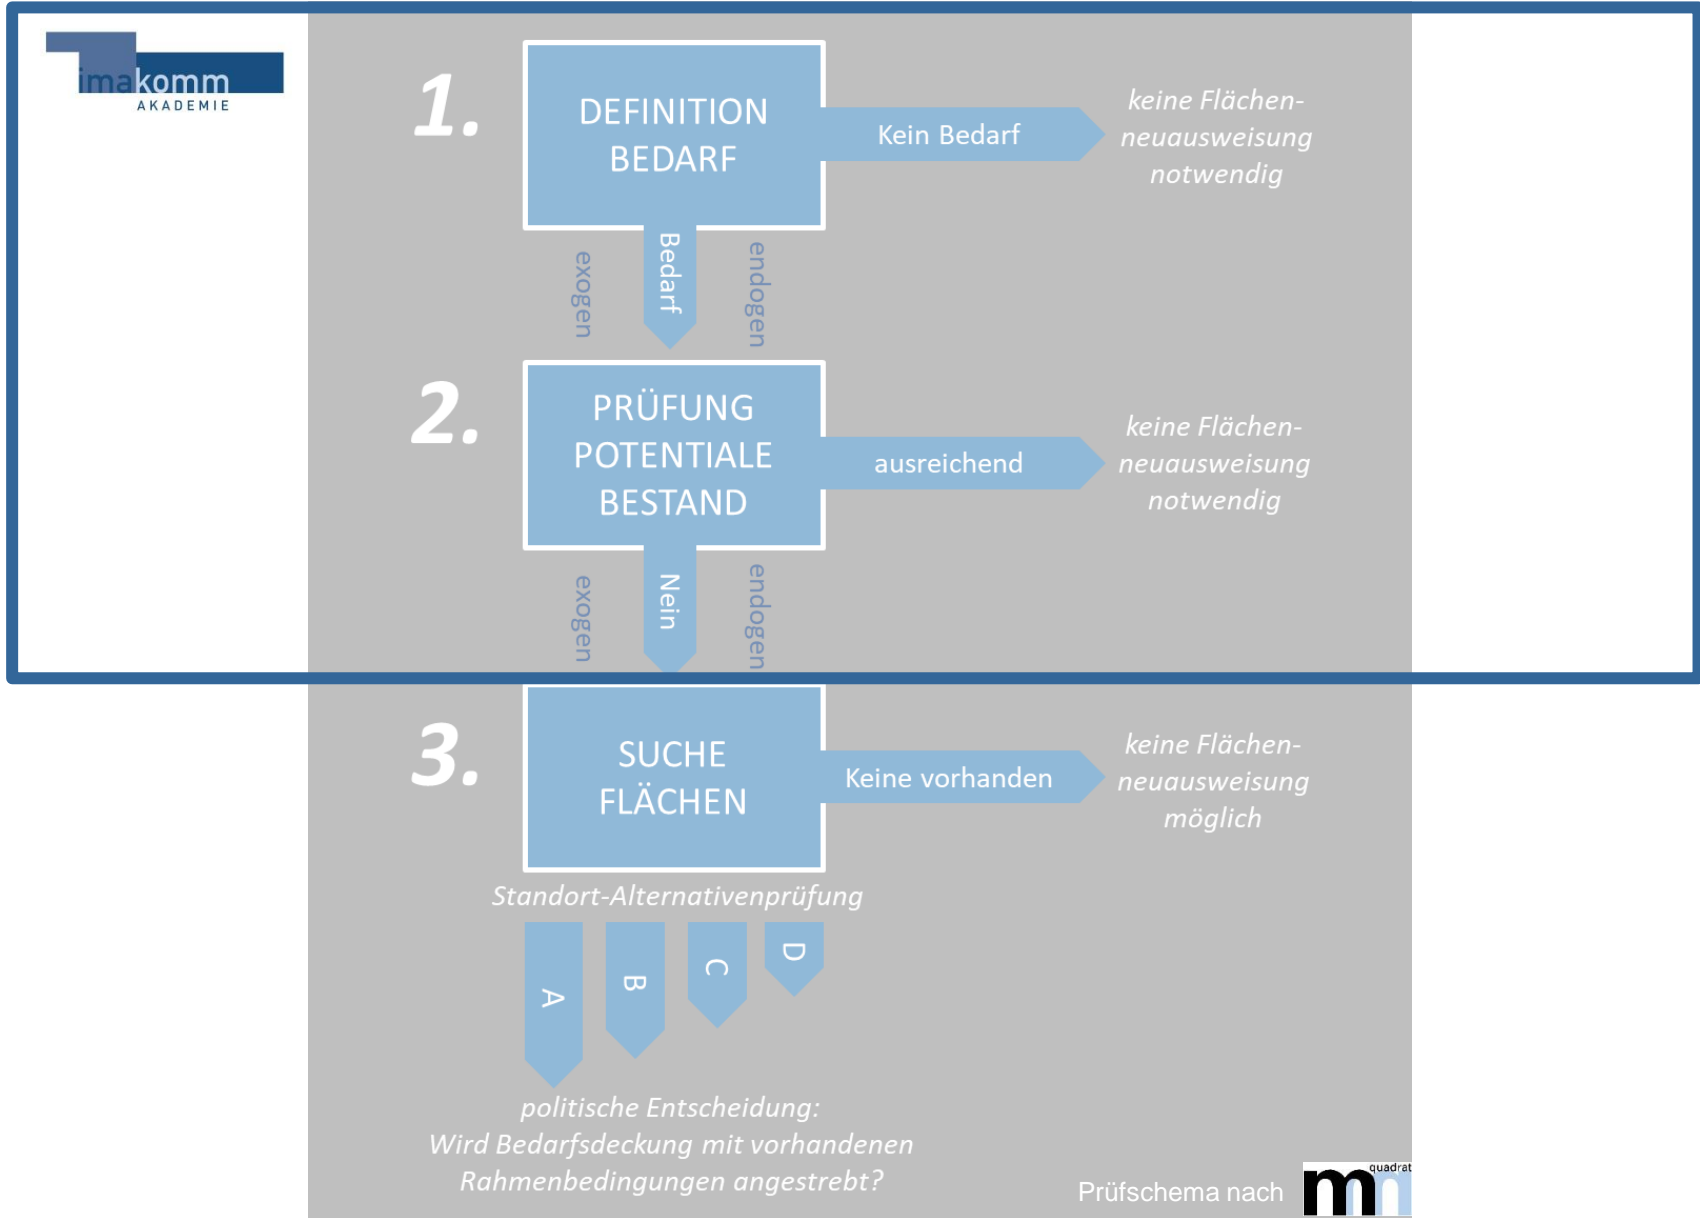 imakomm
AKADEMIE
1.
DEFINITION
BEDARF
Kein Bedarf
keine Flächen-
neuausweisung
notwendig
exogen
Bedarf
endogen
2.
PRÜFUNG
POTENTIALE
BESTAND
ausreichend
keine Flächen-
neuausweisung
notwendig
exogen
Nein
endogen
3.
SUCHE
FLÄCHEN
Keine vorhanden
keine Flächen-
neuausweisung
möglich
Standort-Alternativenprüfung
A
B
C
D
politische Entscheidung:
Wird Bedarfsdeckung mit vorhandenen
Rahmenbedingungen angestrebt?
Prüfschema nach
quadrat
mm